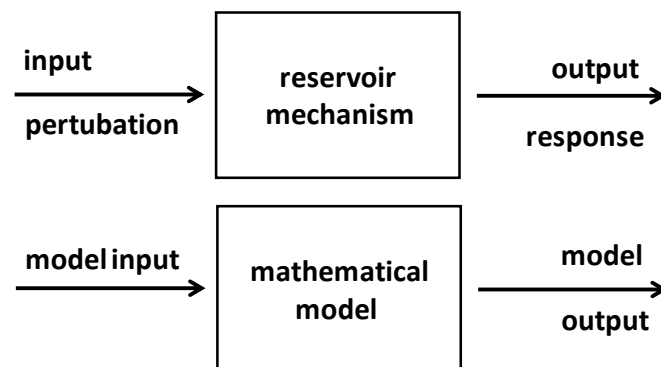 input
pertubation
reservoir
mechanism
output
response
model input
mathematical
model
model
output